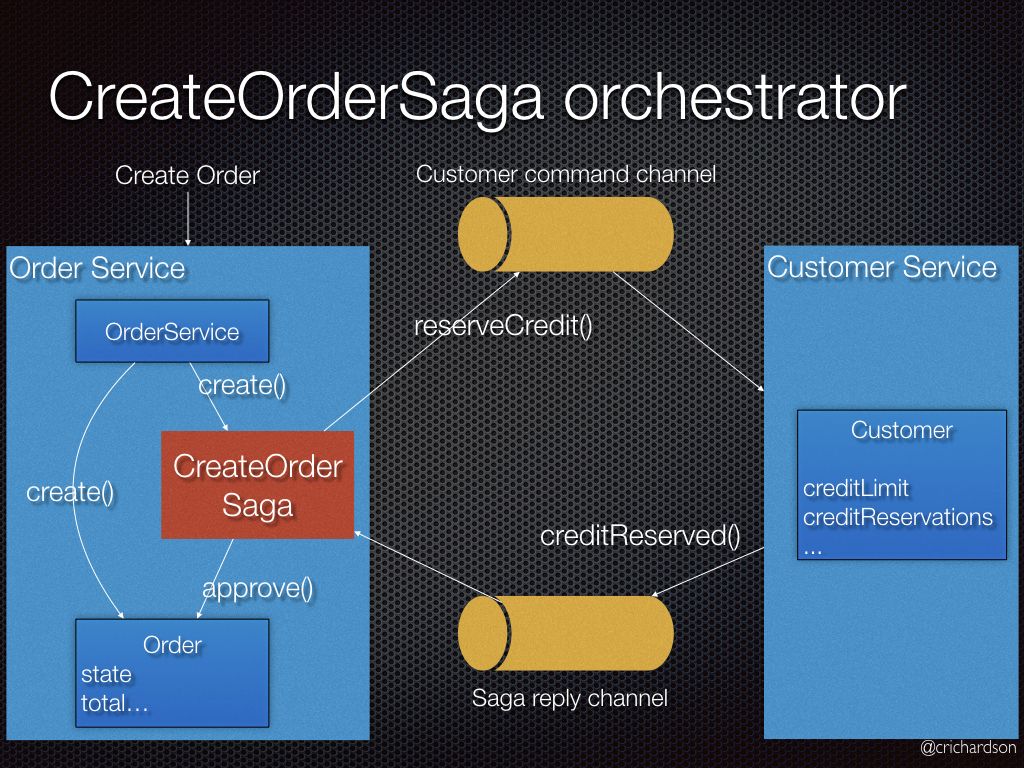 CreateOrderSaga orchestrator
Create Order
Customer command channel
Order Service
Customer Service
OrderService
reserveCredit()
create()
Customer
CreateOrder
Saga
create()
creditLimit
creditReservations
...
creditReserved()
approve()
Order
state
total...
Saga reply channel
@crichardson